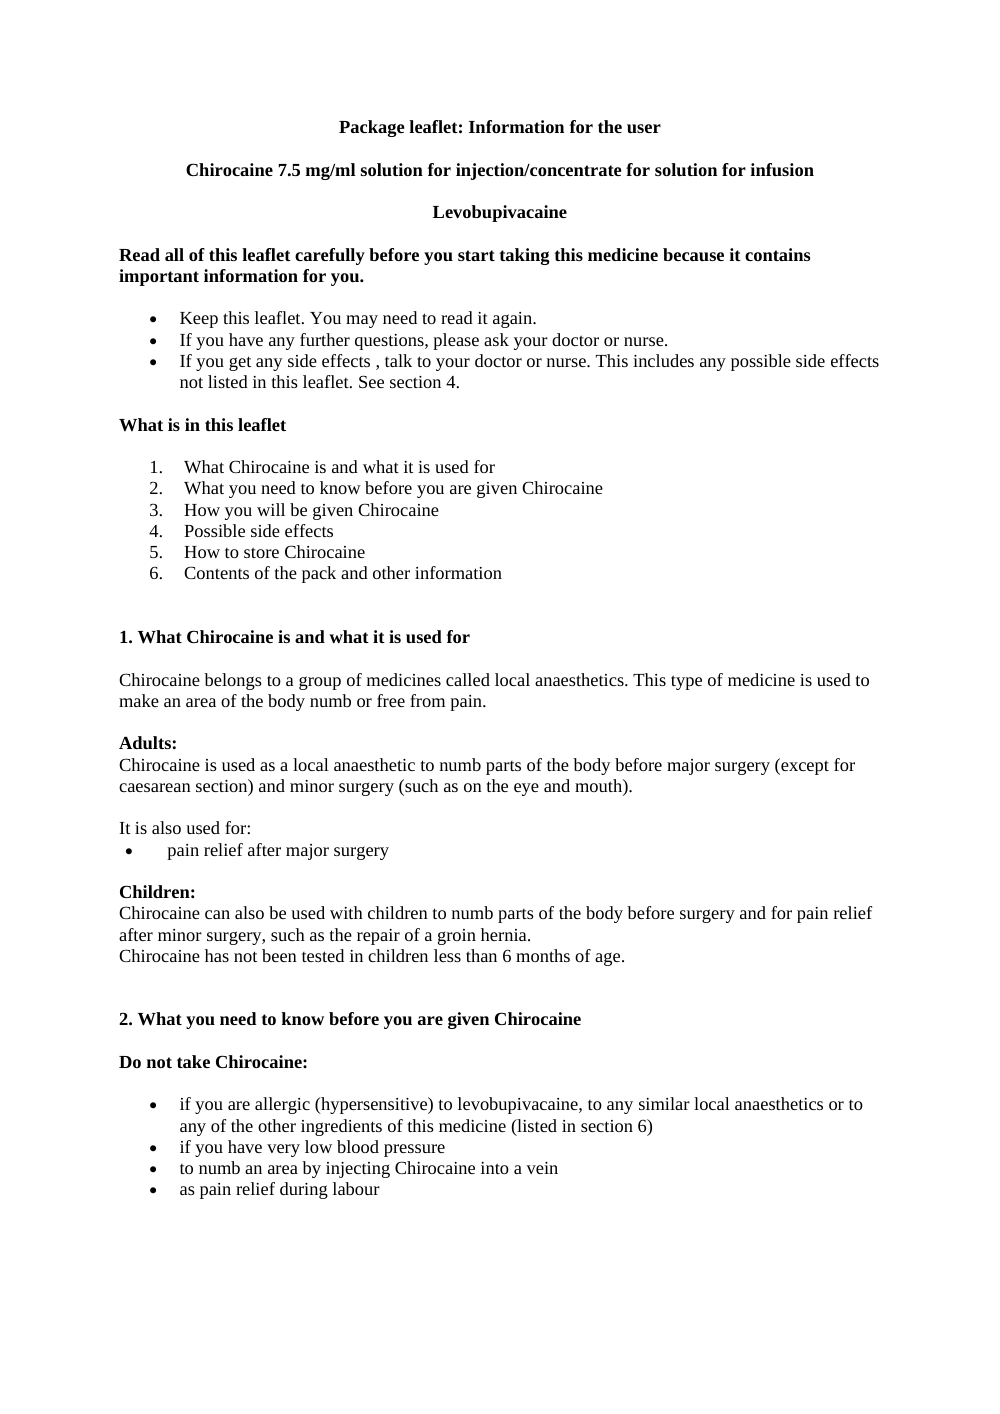 Package leaflet: Information for the user
Chirocaine 7.5 mg/ml solution for injection/concentrate for solution for infusion
Levobupivacaine
Read all of this leaflet carefully before you start taking this medicine because it contains
important information for you.
• Keep this leaflet. You may need to read it again.
• If you have any further questions, please ask your doctor or nurse.
• If you get any side effects , talk to your doctor or nurse. This includes any possible side effects
not listed in this leaflet. See section 4.
What is in this leaflet
1. What Chirocaine is and what it is used for
2. What you need to know before you are given Chirocaine
3. How you will be given Chirocaine
4. Possible side effects
5. How to store Chirocaine
6. Contents of the pack and other information
1. What Chirocaine is and what it is used for
Chirocaine belongs to a group of medicines called local anaesthetics. This type of medicine is used to
make an area of the body numb or free from pain.
Adults:
Chirocaine is used as a local anaesthetic to numb parts of the body before major surgery (except for
caesarean section) and minor surgery (such as on the eye and mouth).
It is also used for:
• pain relief after major surgery
Children:
Chirocaine can also be used with children to numb parts of the body before surgery and for pain relief
after minor surgery, such as the repair of a groin hernia.
Chirocaine has not been tested in children less than 6 months of age.
2. What you need to know before you are given Chirocaine
Do not take Chirocaine:
• if you are allergic (hypersensitive) to levobupivacaine, to any similar local anaesthetics or to
any of the other ingredients of this medicine (listed in section 6)
• if you have very low blood pressure
• to numb an area by injecting Chirocaine into a vein
• as pain relief during labour